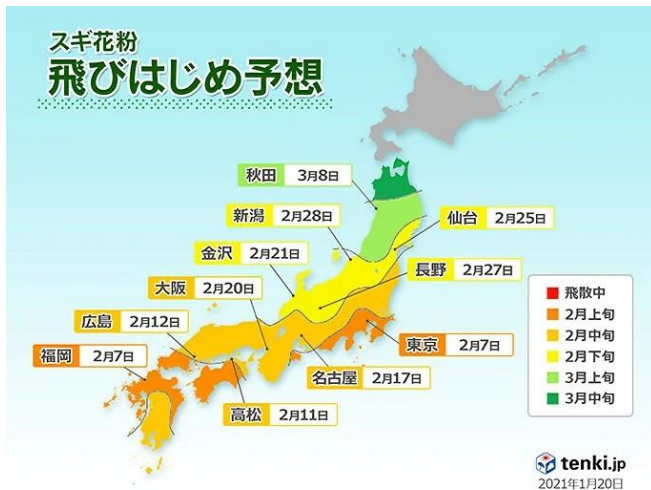 スギ花粉
飛びはじめ予想
秋田 3月8日
新潟 2月28日
仙台 2月25日
金沢 2月21日
長野 2月27日
大阪 2月20日
広島 2月12日
福岡 2月7日
東京 2月7日
名古屋 2月17日
高松 2月11日
飛散中
2月上旬
2月中旬
2月下旬
3月上旬
3月中旬
tenki.jp
2021年1月20日